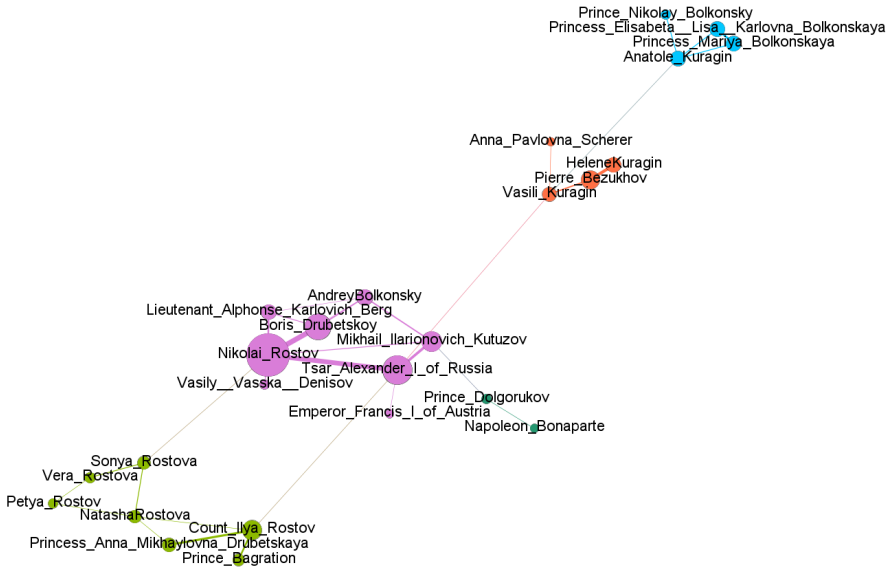 Prince_Nikolay_Bolkonsky
Princess_Elisabeta__Lisa__Karlovna_Bolkonskaya
Princess_Mariya_Bolkonskaya
Anatole_Kuragin
Anna_Pavlovna_Scherer
HeleneKuragin
Pierre_Bezukhov
Vasili_Kuragin
AndreyBolkonsky
Lieutenant_Alphonse_Karlovich_Berg
Boris_Drubetskoy
Mikhail_Ilarionovich_Kutuzov
Nikolai_Rostov
Tsar_Alexander_I_of_Russia
Vasily__Vasska__Denisov
Prince_Dolgorukov
Emperor_Francis_I_of_Austria
Napoleon_Bonaparte
Sonya_Rostova
Vera_Rostova
Petya_Rostov
NatashaRostova
Count_Ilya_Rostov
Princess_Anna_Mikhaylovna_Drubetskaya
Prince_Bagration